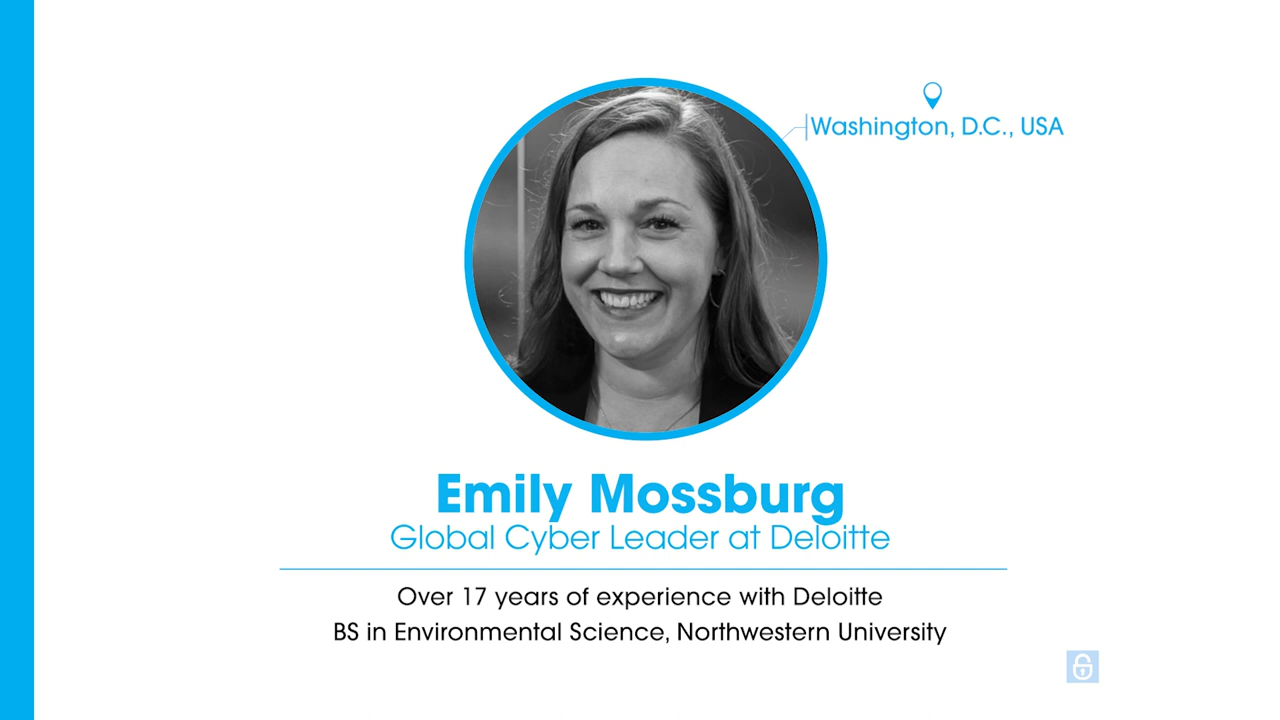 Washington, D.C., USA
Emily Mossburg
Global Cyber Leader at Deloitte
Over 17 years of experience with Deloitte
BS in Environmental Science, Northwestern University